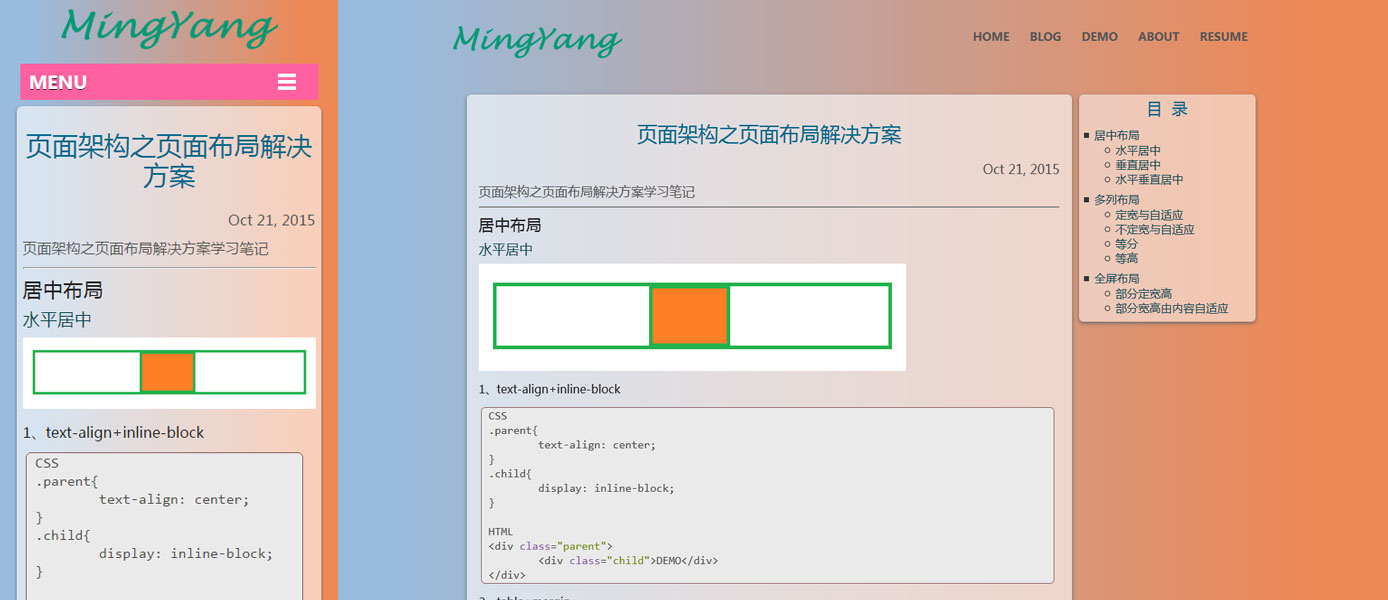 MingYang
MENU
页面架构之页面布局解决
方案
Oct 21, 2015
页面架构之页面布局解决方案学习笔记
居中布局
水平居中
1、text-align+inline-block
CSS
.parent{
text-align: center;
}
.child{
display: inline-block;
}
MingYang
HOME BLOG DEMO ABOUT RESUME
页面架构之页面布局解决方案
Oct 21, 2015
页面架构之页面布局解决方案学习笔记
居中布局
水平居中
1、text-align+inline-block
CSS
.parent{
text-align: center;
}
.child{
display: inline-block;
}
HTML
<div class="parent">
<div class="child">DEMO</div>
</div>
目 录
居中布局
水平居中
垂直居中
水平垂直居中
多列布局
定宽与自适应
不定宽与自适应
等分
等高
全屏布局
部分定宽高
部分宽高由内容自适应